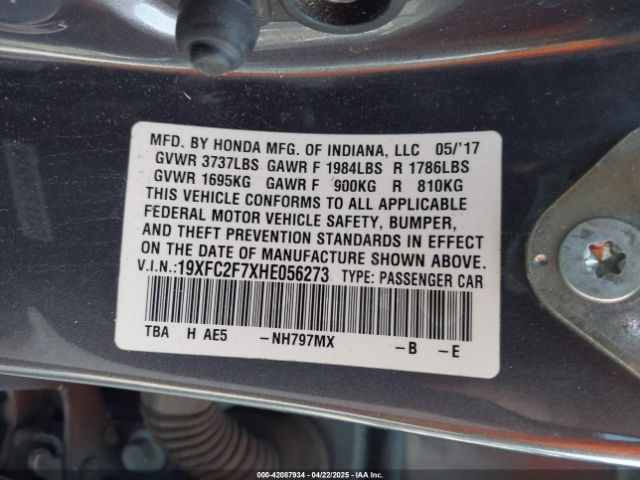 MFD. BY HONDA MFG. OF INDIANA, LLC 05/'17
GVWR 3737LBS GAWR F 1984LBS R 1786LBS
GVWR 1695KG GAWR F 900KG R 810KG
THIS VEHICLE CONFORMS TO ALL APPLICABLE
FEDERAL MOTOR VEHICLE SAFETY, BUMPER,
AND THEFT PREVENTION STANDARDS IN EFFECT
ON THE DATE OF MANUFACTURE SHOWN ABOVE.
V.I.N.:19XFC2F7XHE056273 TYPE: PASSENGER CAR
TBA H AE5 –NH797MX –B –E
000-42087934 - 04/22/2025 - IAA Inc.